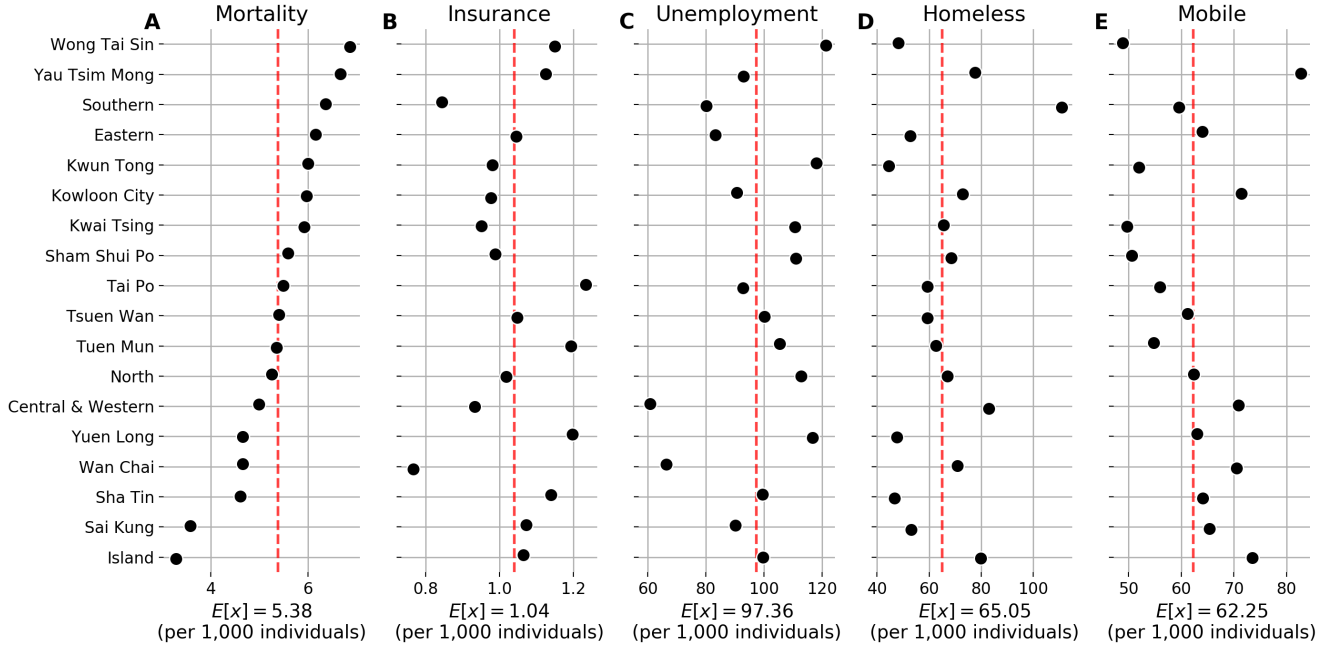 A Mortality
B Insurance
C Unemployment
D Homeless
E Mobile
Wong Tai Sin
Yau Tsim Mong
Southern
Eastern
Kwun Tong
Kowloon City
Kwai Tsing
Sham Shui Po
Tai Po
Tsuen Wan
Tuen Mun
North
Central & Western
Yuen Long
Wan Chai
Sha Tin
Sai Kung
Island
4 6
0.8 1.0 1.2
60 80 100 120
40 60 80 100
50 60 70 80
E[x] = 5.38
(per 1,000 individuals)
E[x] = 1.04
(per 1,000 individuals)
E[x] = 97.36
(per 1,000 individuals)
E[x] = 65.05
(per 1,000 individuals)
E[x] = 62.25
(per 1,000 individuals)